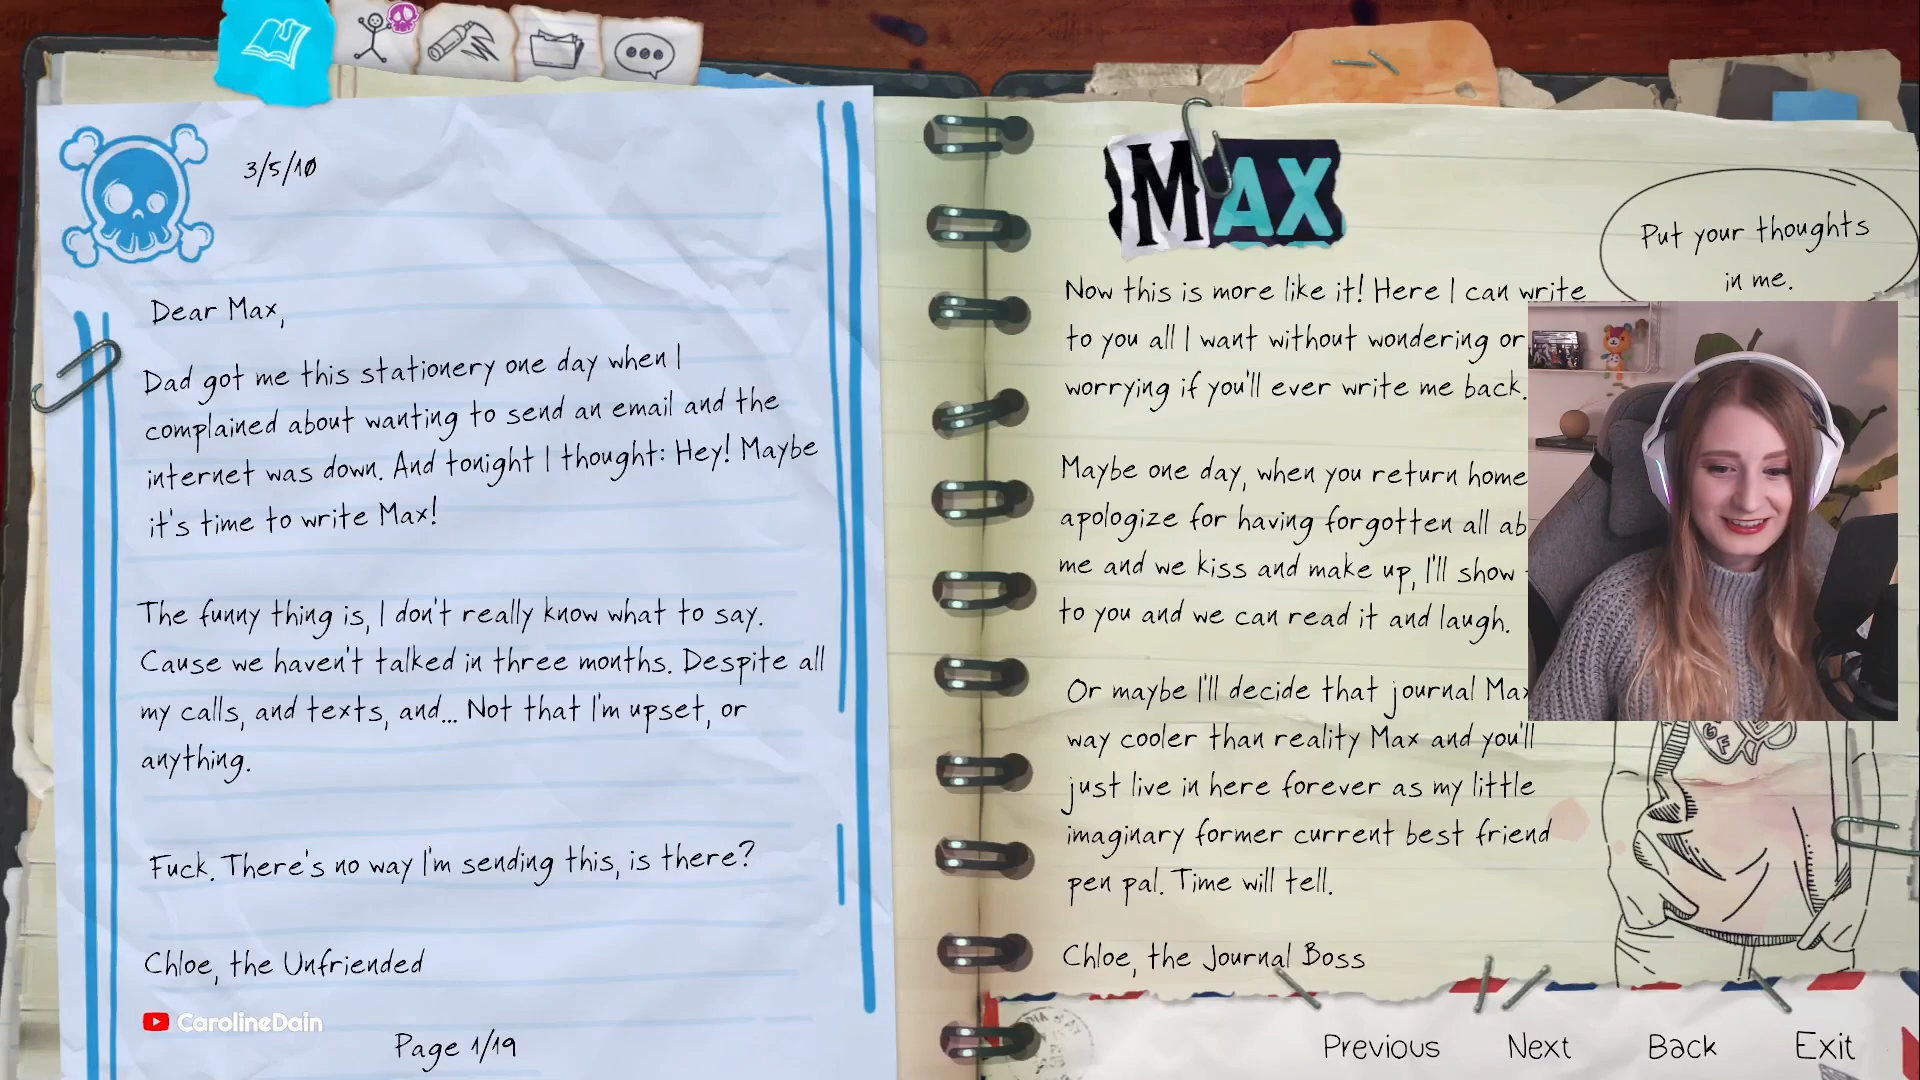 3/5/10
Dear Max,
Dad got me this stationery one day when I
complained about wanting to send an email and the
internet was down. And tonight I thought: Hey! Maybe
it's time to write Max!
The funny thing is, I don't really know what to say.
Cause we haven't talked in three months. Despite all
my calls, and texts, and... Not that I'm upset, or
anything.
Fuck. There's no way I'm sending this, is there?
Chloe, the Unfriended
CarolineDain
Page 1/19
MAX
Put your thoughts
in me.
Now this is more like it! Here I can write
to you all I want without wondering or
worrying if you'll ever write me back.
Maybe one day, when you return home
apologize for having forgotten all
me and we kiss and make up, I'll show
to you and we can read it and laugh.
Or maybe I'll decide that journal Max
way cooler than reality Max and you'll
just live in here forever as my little
imaginary former current best friend
pen pal. Time will tell.
Chloe, the Journal Boss
Previous Next Back Exit